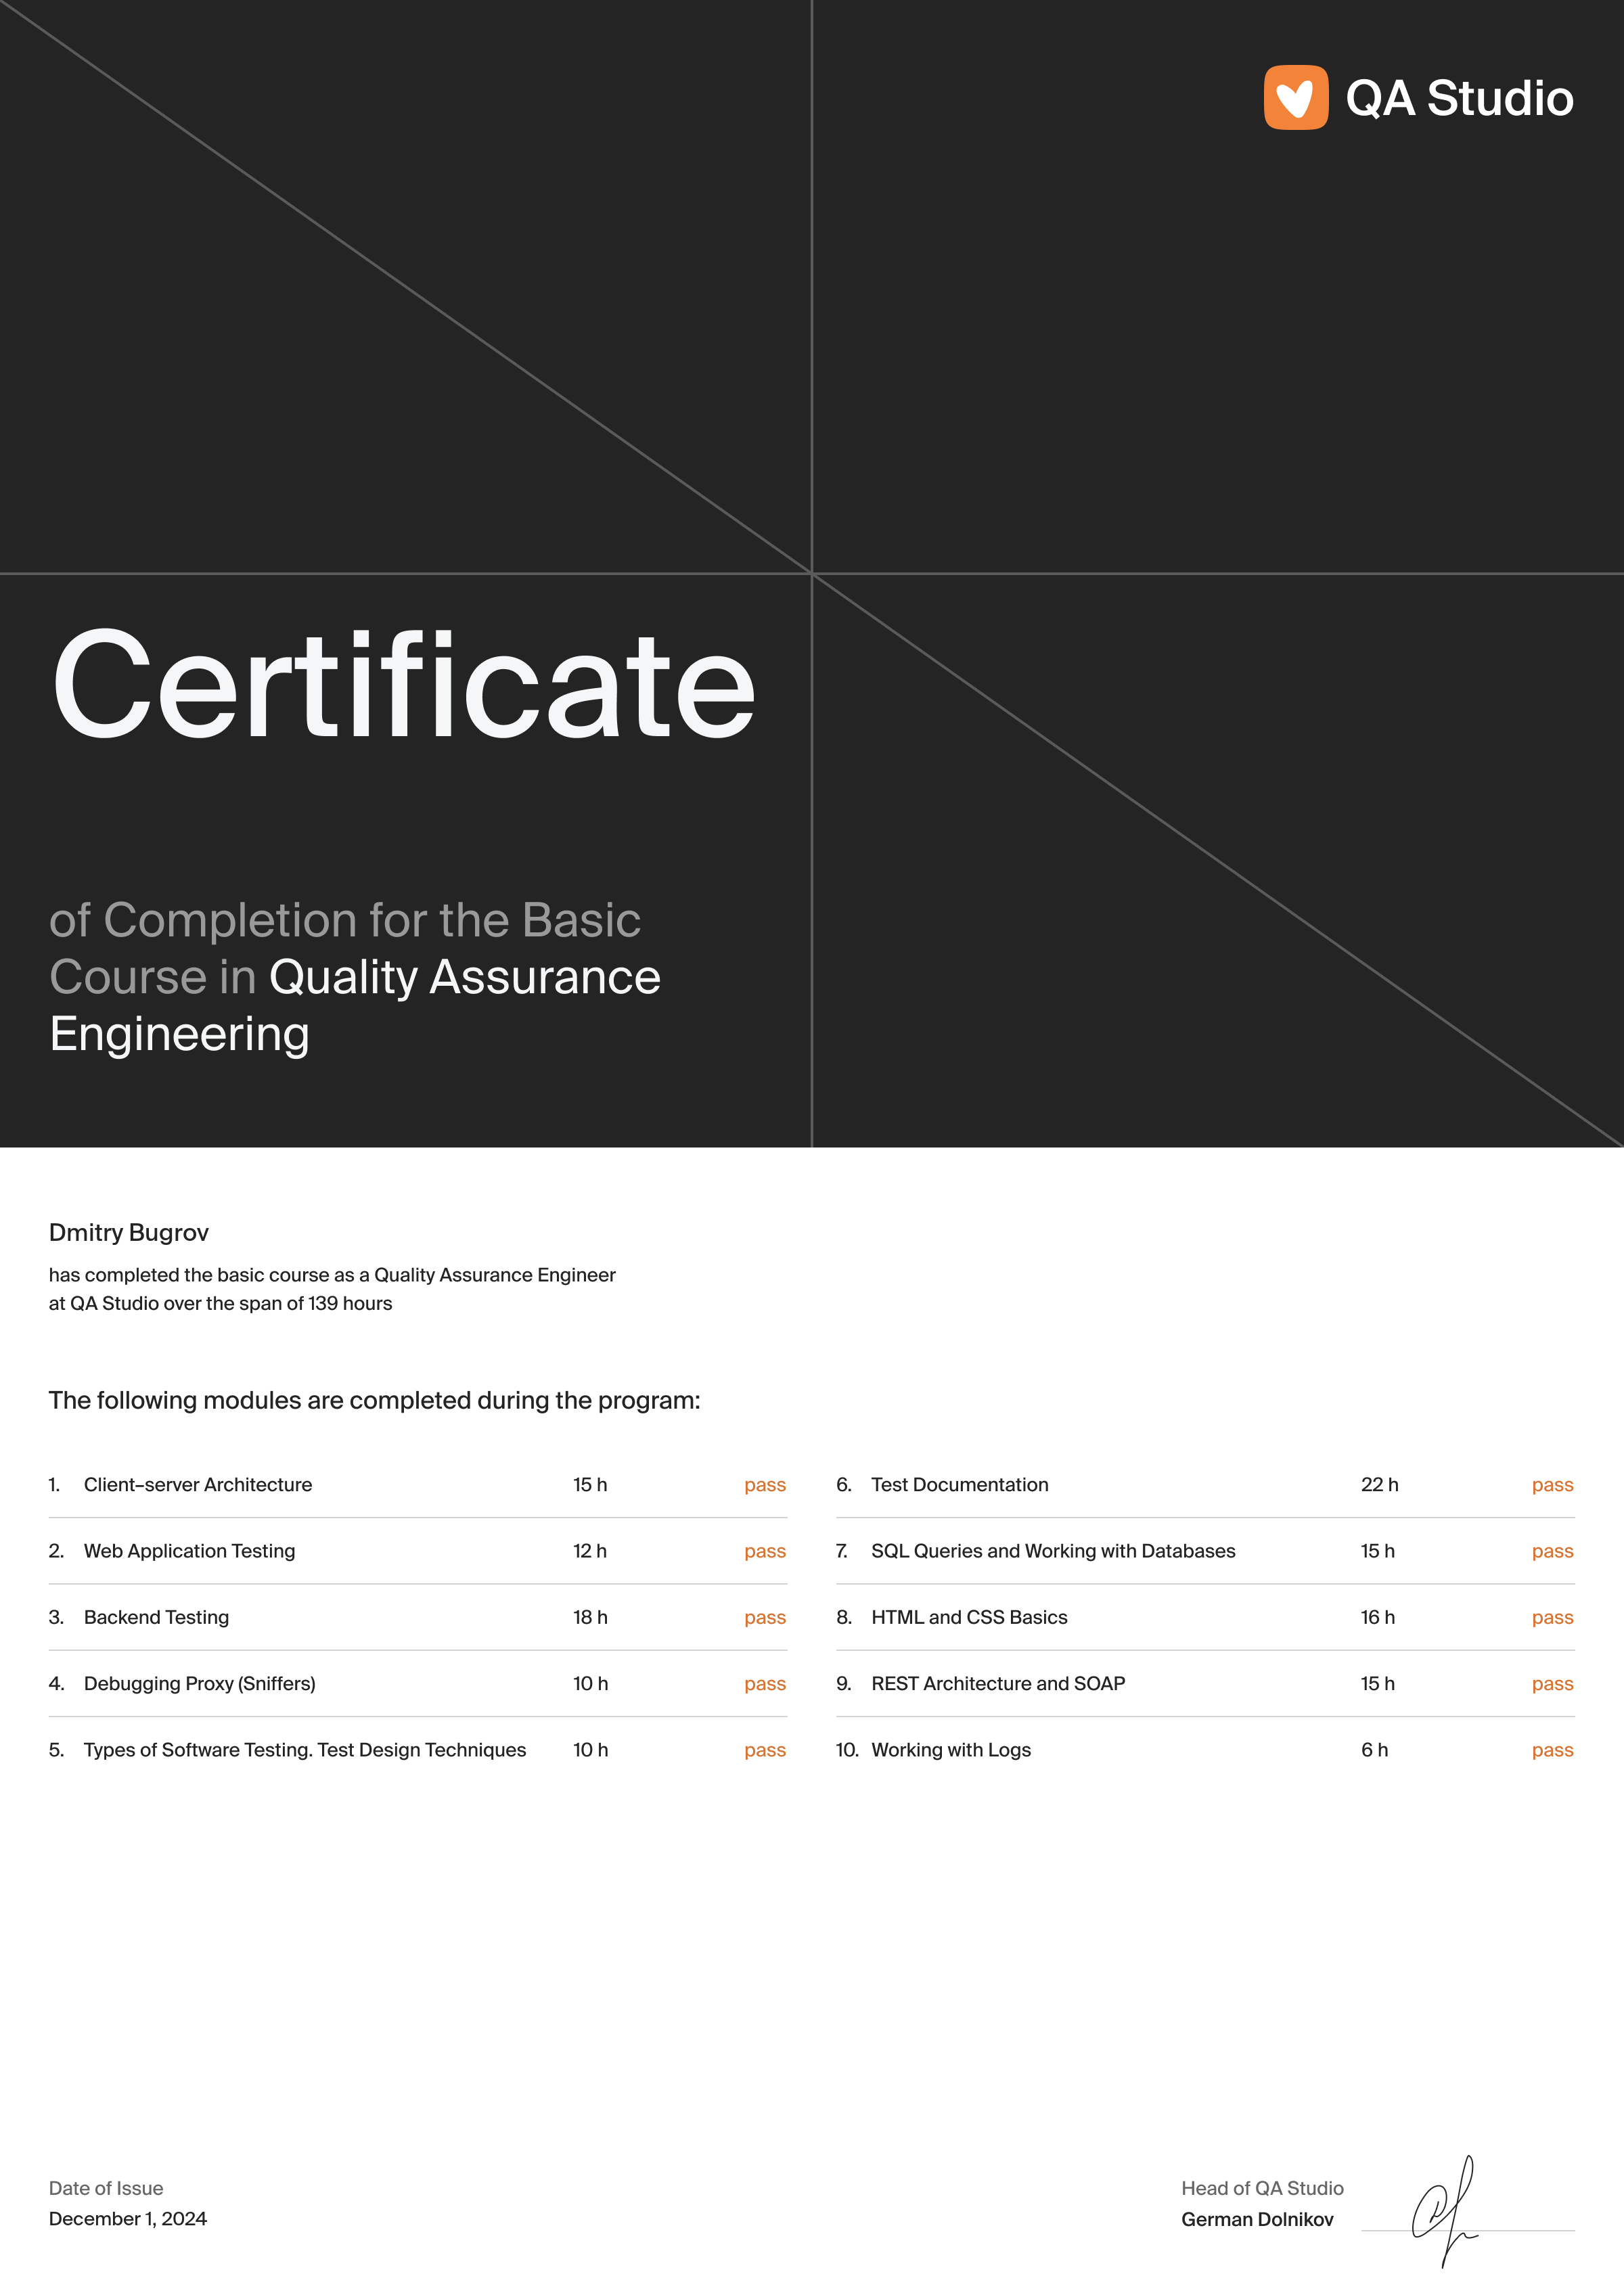 QA Studio
Certificate
of Completion for the Basic
Course in Quality Assurance
Engineering
Dmitry Bugrov
has completed the basic course as a Quality Assurance Engineer
at QA Studio over the span of 139 hours
The following modules are completed during the program:
1. Client–server Architecture 15 h pass
2. Web Application Testing 12 h pass
3. Backend Testing 18 h pass
4. Debugging Proxy (Sniffers) 10 h pass
5. Types of Software Testing. Test Design Techniques 10 h pass
6. Test Documentation 22 h pass
7. SQL Queries and Working with Databases 15 h pass
8. HTML and CSS Basics 16 h pass
9. REST Architecture and SOAP 15 h pass
10. Working with Logs 6 h pass
Date of Issue
December 1, 2024
Head of QA Studio
German Dolnikov